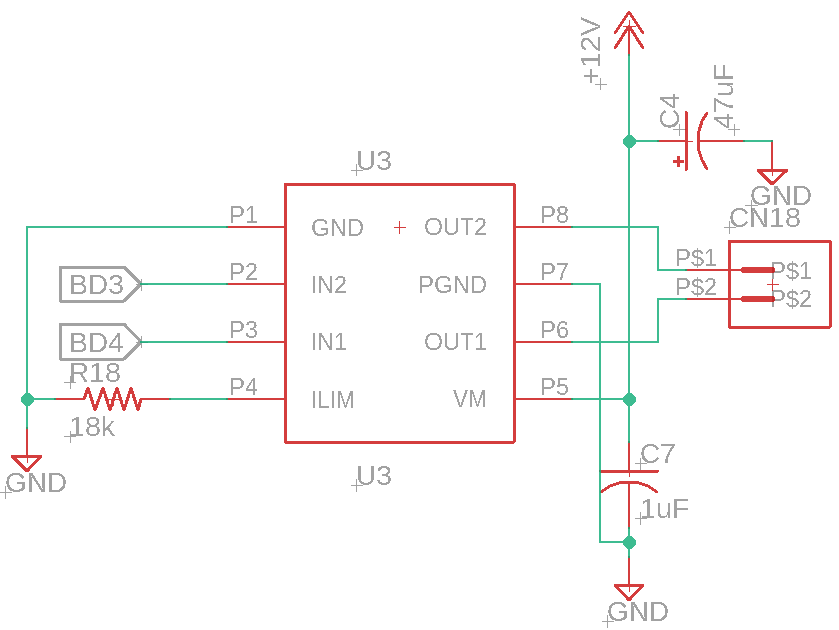 +12V
C4
47uF
U3
GND
CN18
P1
GND
OUT2
P8
P$1
P$1
BD3
P2
IN2
PGND
P7
P$2
P$2
BD4
P3
IN1
OUT1
P6
R18
18k
P4
ILIM
VM
P5
C7
1uF
GND
U3
GND